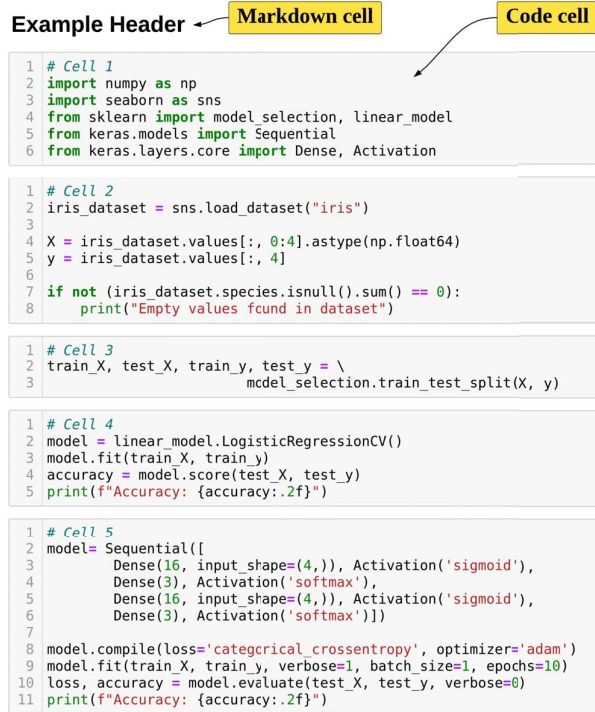 Example Header
Markdown cell
Code cell
1 # Cell 1
2 import numpy as np
3 import seaborn as sns
4 from sklearn import model_selection, linear_model
5 from keras.models import Sequential
6 from keras.layers.core import Dense, Activation
1 # Cell 2
2 iris_dataset = sns.load_dataset("iris")
3
4 X = iris_dataset.values[:, 0:4].astype(np.float64)
5 y = iris_dataset.values[:, 4]
6
7 if not (iris_dataset.species.isnull().sum() == 0):
8     print("Empty values found in dataset")
1 # Cell 3
2 train_X, test_X, train_y, test_y = \
3                         model_selection.train_test_split(X, y)
1 # Cell 4
2 model = linear_model.LogisticRegressionCV()
3 model.fit(train_X, train_y)
4 accuracy = model.score(test_X, test_y)
5 print(f"Accuracy: {accuracy:.2f}")
1 # Cell 5
2 model= Sequential([
3         Dense(16, input_shape=(4,)), Activation('sigmoid'),
4         Dense(3), Activation('softmax'),
5         Dense(16, input_shape=(4,)), Activation('sigmoid'),
6         Dense(3), Activation('softmax')])
7
8 model.compile(loss='categorical_crossentropy', optimizer='adam')
9 model.fit(train_X, train_y, verbose=1, batch_size=1, epochs=10)
10 loss, accuracy = model.evaluate(test_X, test_y, verbose=0)
11 print(f"Accuracy: {accuracy:.2f}")